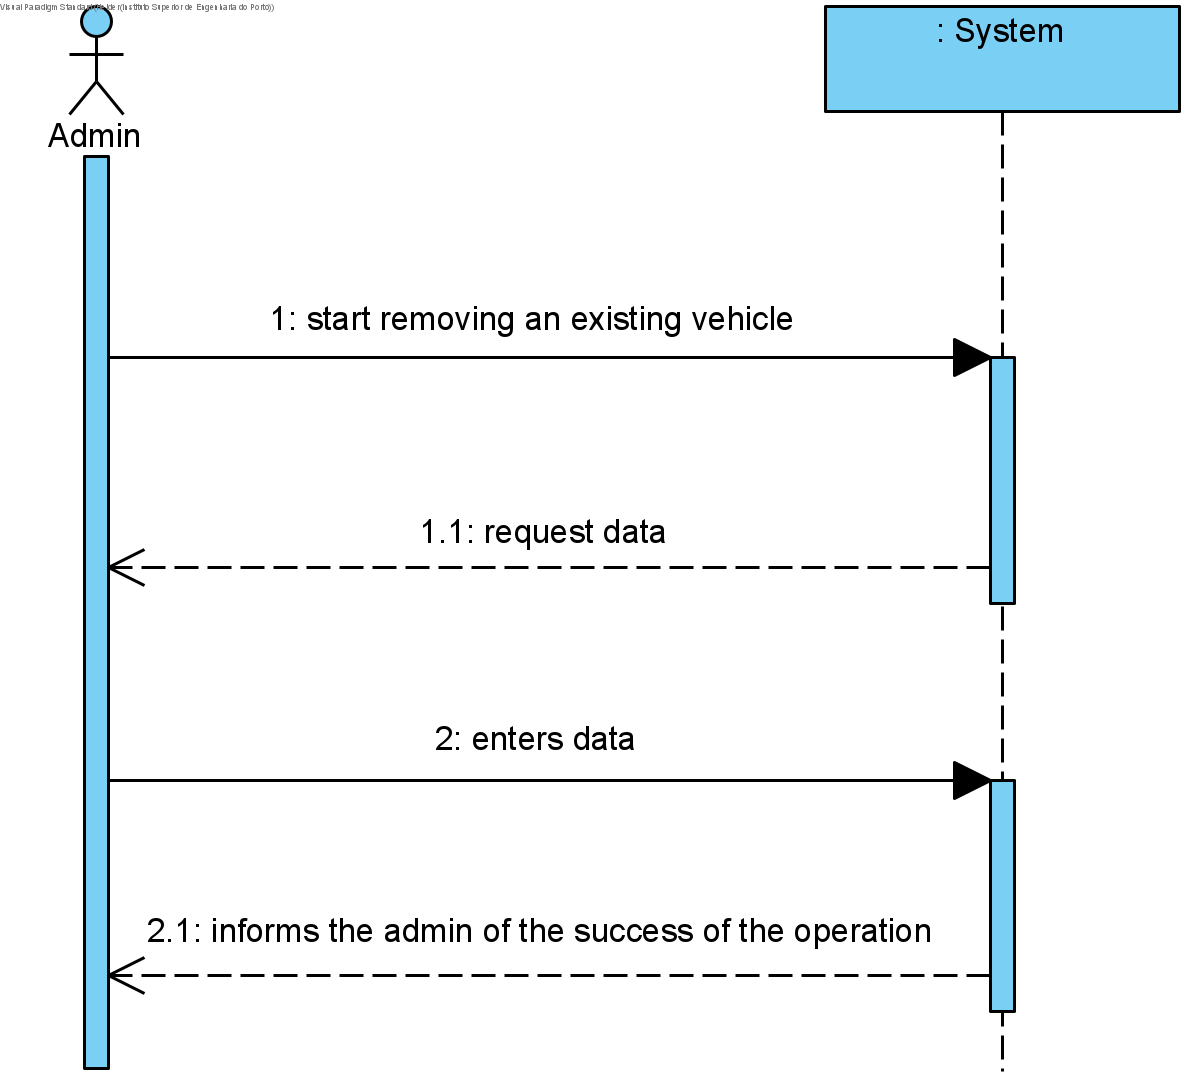 Visual Paradigm Standard (Instituto Superior de Engenharia do Porto))
: System
Admin
1: start removing an existing vehicle
1.1: request data
2: enters data
2.1: informs the admin of the success of the operation